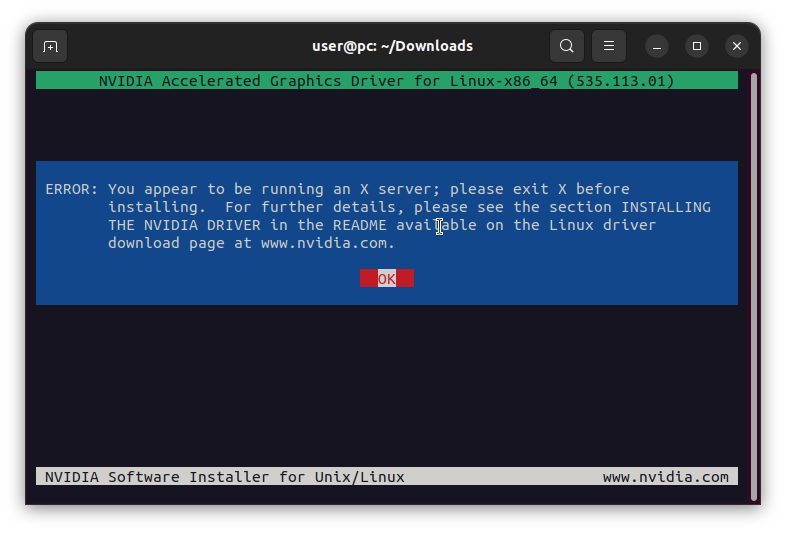 user@pc: ~/Downloads
NVIDIA Accelerated Graphics Driver for Linux-x86_64 (535.113.01)
ERROR: You appear to be running an X server; please exit X before
installing.  For further details, please see the section INSTALLING
THE NVIDIA DRIVER in the README available on the Linux driver
download page at www.nvidia.com.
OK
NVIDIA Software Installer for Unix/Linux www.nvidia.com